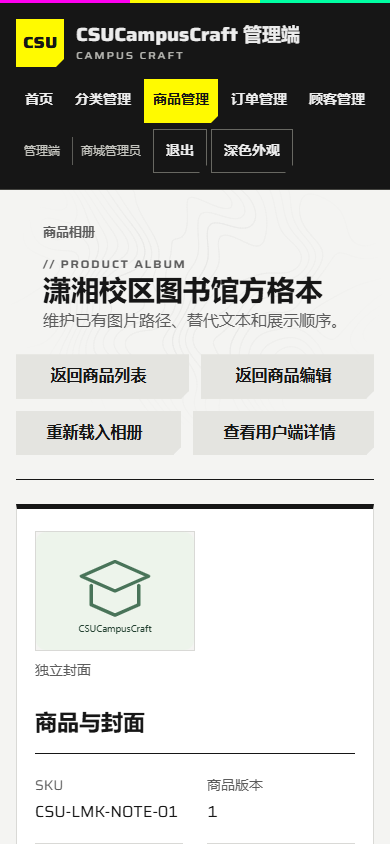 CSU
CSUCampusCraft 管理端
CAMPUS CRAFT
首页 分类管理 商品管理 订单管理 顾客管理
管理端 商城管理员 退出 深色外观
商品相册
// PRODUCT ALBUM
潇湘校区图书馆方格本
维护已有图片路径、替代文本和展示顺序。
返回商品列表 返回商品编辑
重新载入相册 查看用户端详情
CSUCampusCraft
独立封面
商品与封面
SKU 商品版本
CSU-LMK-NOTE-01 1